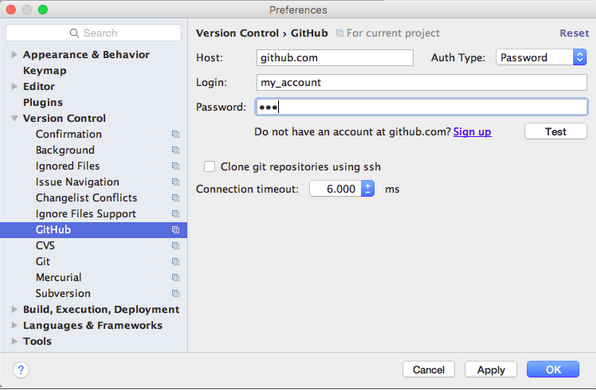 Preferences
Search
Appearance & Behavior
Keymap
Editor
Plugins
Version Control
Confirmation
Background
Ignored Files
Issue Navigation
Changelist Conflicts
Ignore Files Support
GitHub
CVS
Git
Mercurial
Subversion
Build, Execution, Deployment
Languages & Frameworks
Tools
Version Control › GitHub For current project Reset
Host: github.com Auth Type: Password
Login: my_account
Password: •••
Do not have an account at github.com? Sign up Test
Clone git repositories using ssh
Connection timeout: 6.000 ms
? Cancel Apply OK